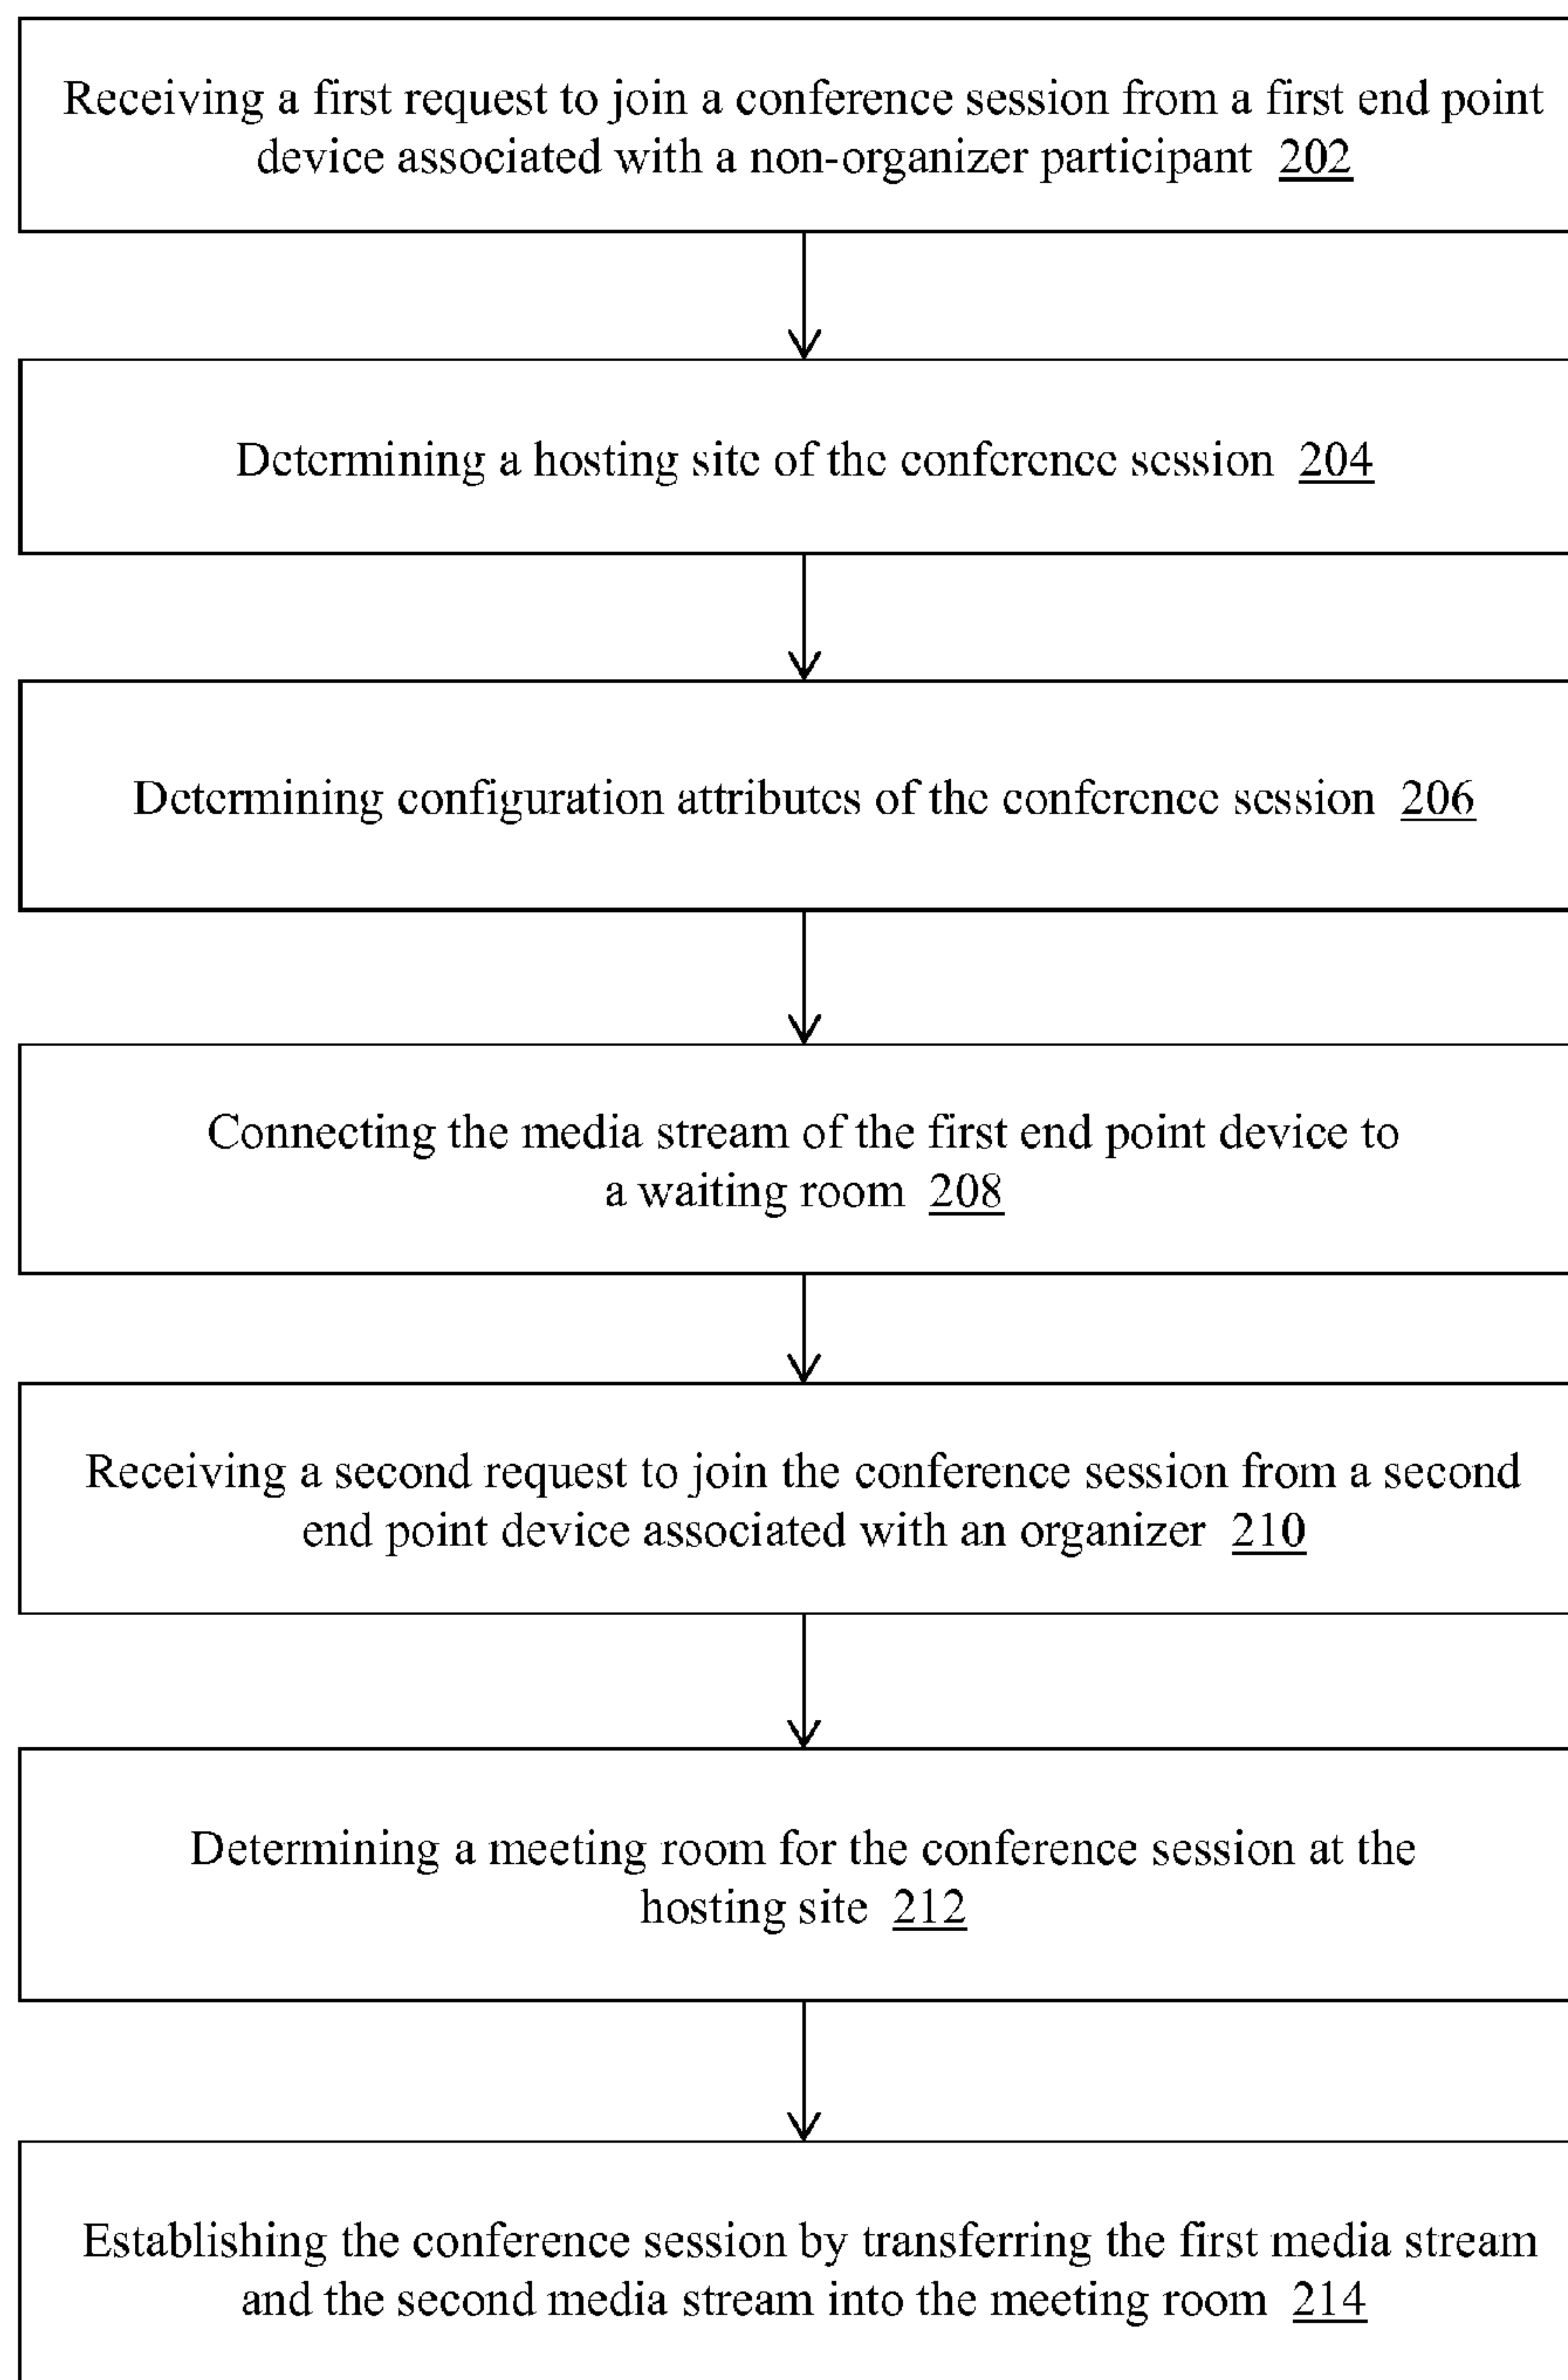 Receiving a first request to join a conference session from a first end point
device associated with a non-organizer participant 202
Determining a hosting site of the conference session 204
Determining configuration attributes of the conference session 206
Connecting the media stream of the first end point device to
a waiting room 208
Receiving a second request to join the conference session from a second
end point device associated with an organizer 210
Determining a meeting room for the conference session at the
hosting site 212
Establishing the conference session by transferring the first media stream
and the second media stream into the meeting room 214